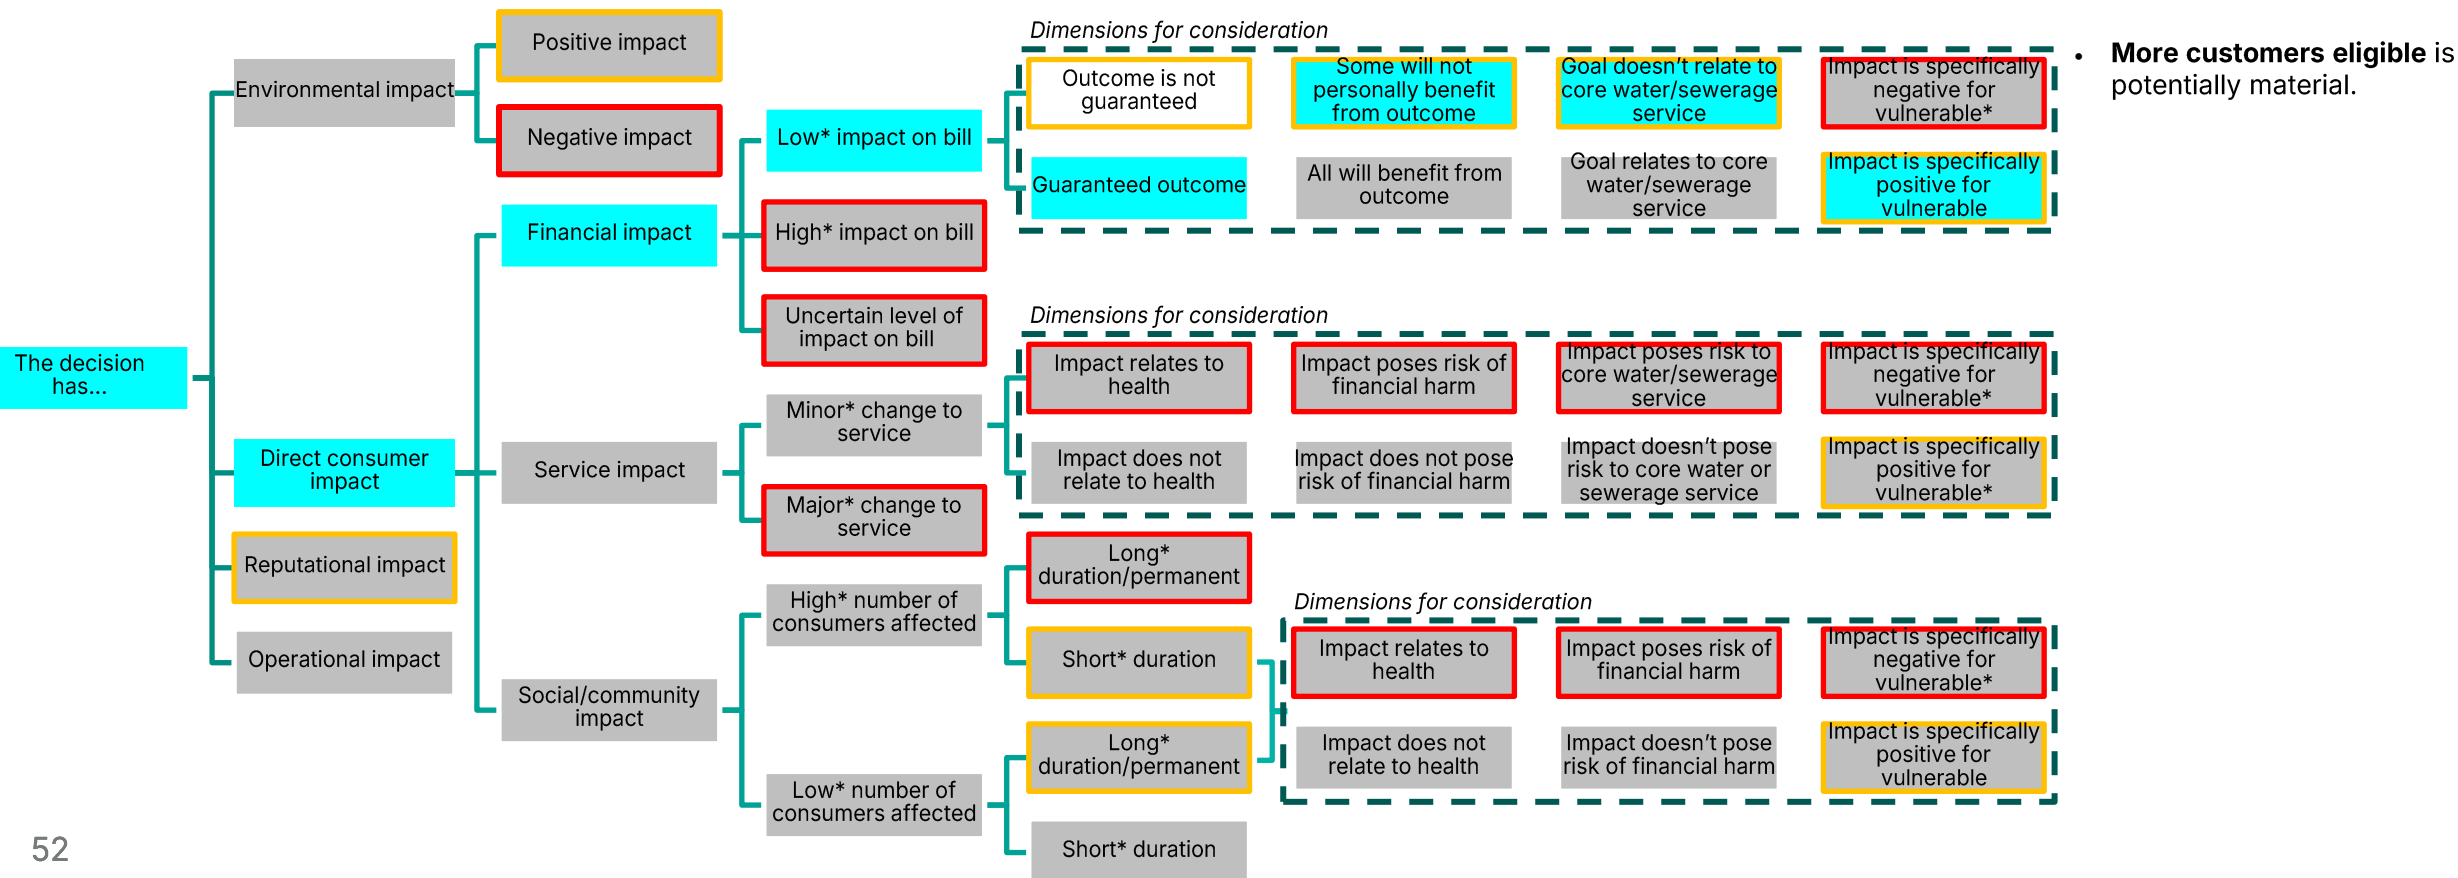 The decision
has...
Environmental impact
Direct consumer
impact
Reputational impact
Operational impact
Positive impact
Negative impact
Financial impact
Service impact
Social/community
impact
Low* impact on bill
High* impact on bill
Uncertain level of
impact on bill
Minor* change to
service
Major* change to
service
High* number of
consumers affected
Low* number of
consumers affected
Dimensions for consideration
Outcome is not
guaranteed
Some will not
personally benefit
from outcome
Goal doesn't relate to
core water/sewerage
service
Impact is specifically
negative for
vulnerable*
Guaranteed outcome
All will benefit from
outcome
Goal relates to core
water/sewerage
service
Impact is specifically
positive for
vulnerable
Dimensions for consideration
Impact relates to
health
Impact poses risk of
financial harm
Impact poses risk to
core water/sewerage
service
Impact is specifically
negative for
vulnerable*
Impact does not
relate to health
Impact does not pose
risk of financial harm
Impact doesn't pose
risk to core water or
sewerage service
Impact is specifically
positive for
vulnerable*
Long*
duration/permanent
Short* duration
Long*
duration/permanent
Short* duration
Dimensions for consideration
Impact relates to
health
Impact poses risk of
financial harm
Impact is specifically
negative for
vulnerable*
Impact does not
relate to health
Impact doesn't pose
risk of financial harm
Impact is specifically
positive for
vulnerable
• More customers eligible is
potentially material.
52